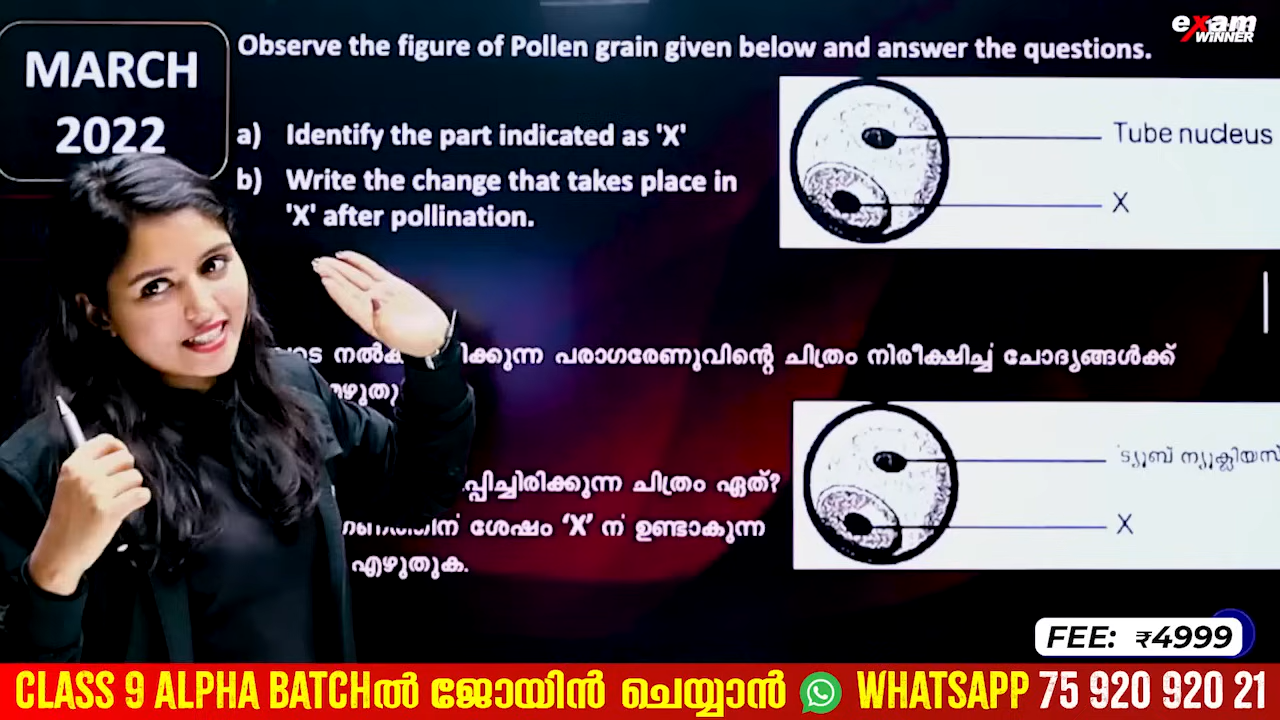 MARCH
2022
Observe the figure of Pollen grain given below and answer the questions.
a) Identify the part indicated as 'X'
b) Write the change that takes place in
'X' after pollination.
exam
WINNER
Tube nucleus
X
ചിത്രം നിരീക്ഷിച്ച് ചോദ്യങ്ങൾക്ക്
ട്യൂബ് ന്യൂക്ലിയസ്
X
ചിത്രം ഏത്?
ശേഷം ‘X’ ന് ഉണ്ടാകുന്ന
എഴുതുക.
FEE: ₹4999
CLASS 9 ALPHA BATCHൽ ജോയിൻ ചെയ്യാൻ WHATSAPP 75 920 920 21